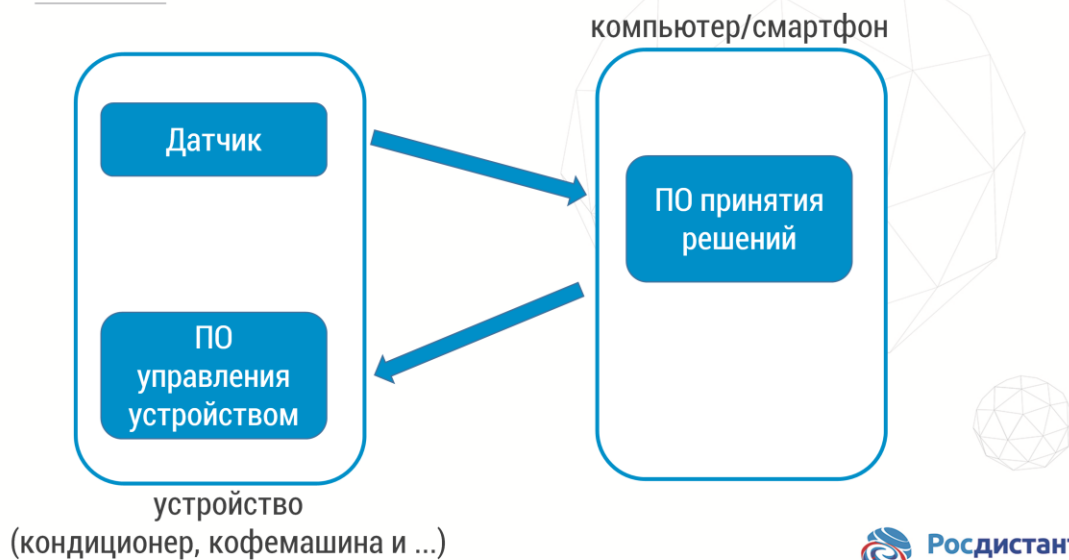 компьютер/смартфон
Датчик
ПО принятия
решений
ПО
управления
устройством
устройство
(кондиционер, кофемашина и ...)
Росдистант